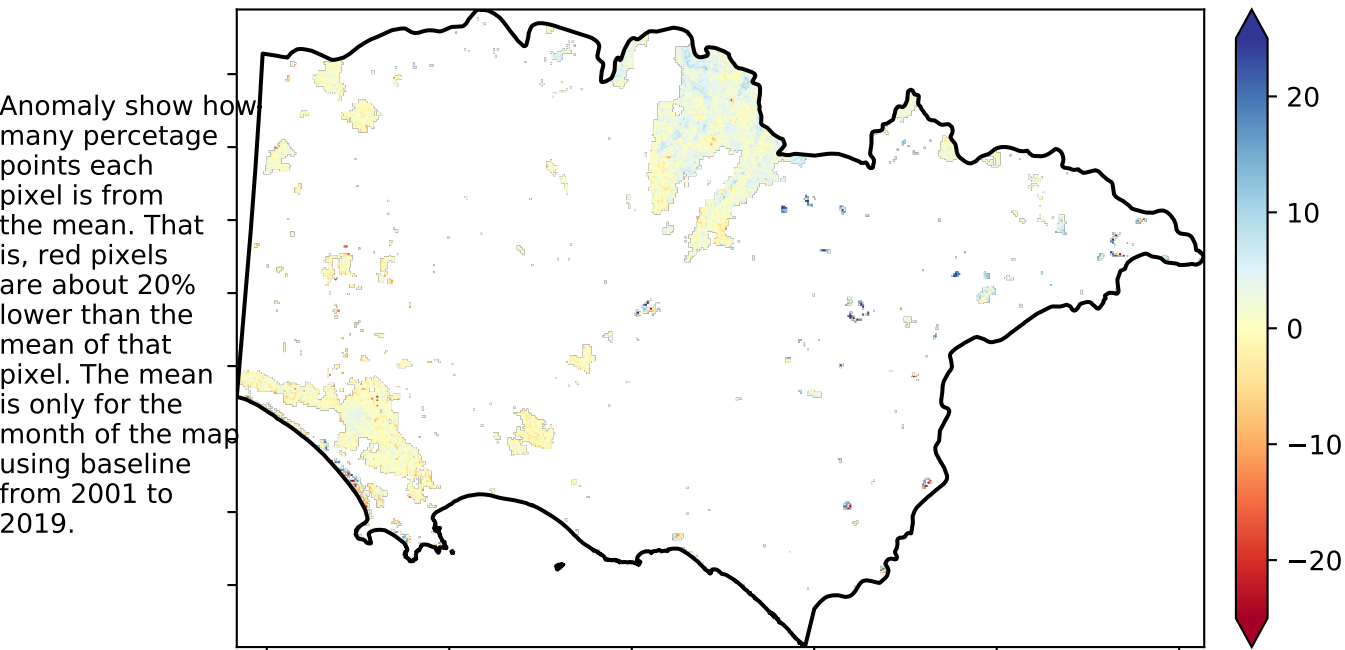 Anomaly show how
many percetage
points each
pixel is from
the mean. That
is, red pixels
are about 20%
lower than the
mean of that
pixel. The mean
is only for the
month of the map
using baseline
from 2001 to
2019.
20
10
0
−10
−20